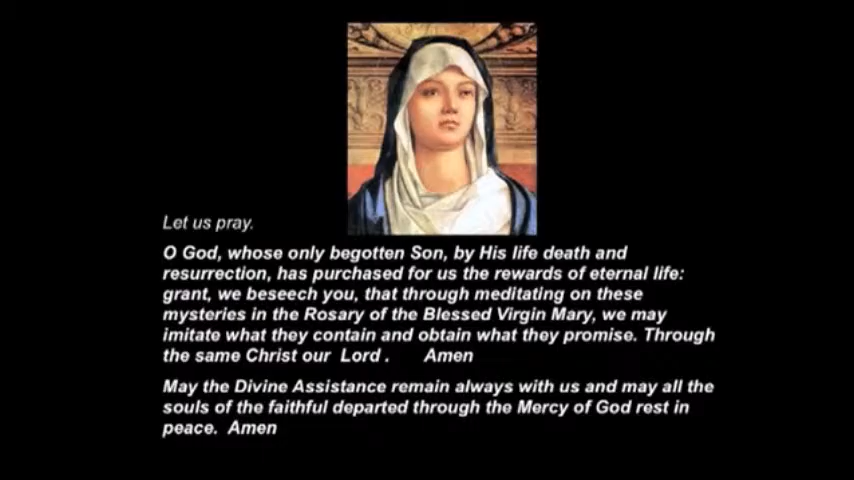 Let us pray.
O God, whose only begotten Son, by His life death and
resurrection, has purchased for us the rewards of eternal life:
grant, we beseech you, that through meditating on these
mysteries in the Rosary of the Blessed Virgin Mary, we may
imitate what they contain and obtain what they promise. Through
the same Christ our Lord . Amen
May the Divine Assistance remain always with us and may all the
souls of the faithful departed through the Mercy of God rest in
peace. Amen